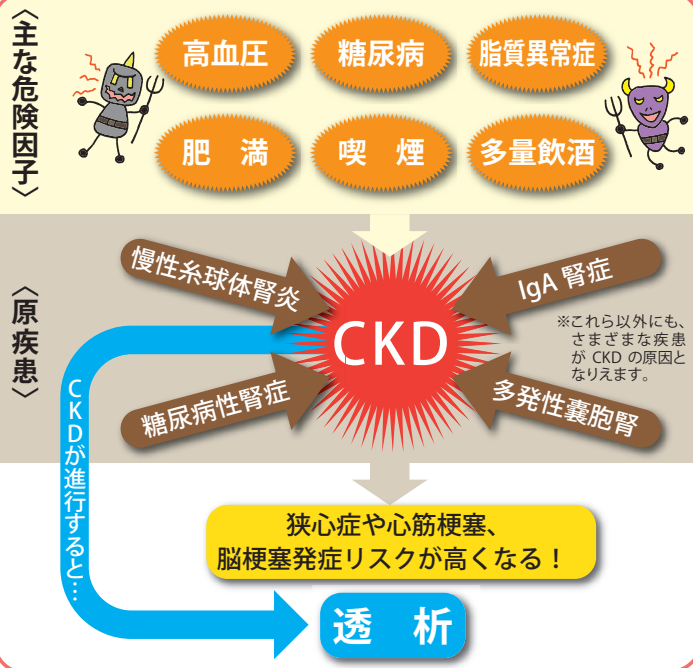 〈主な危険因子〉
高血圧
糖尿病
脂質異常症
肥 満
喫 煙
多量飲酒
〈原疾患〉
慢性糸球体腎炎
IgA 腎症
CKD
※これら以外にも、
さまざまな疾患
が CKD の原因と
なりえます。
糖尿病性腎症
多発性囊胞腎
CKDが進行すると…
狭心症や心筋梗塞、
脳梗塞発症リスクが高くなる！
透 析